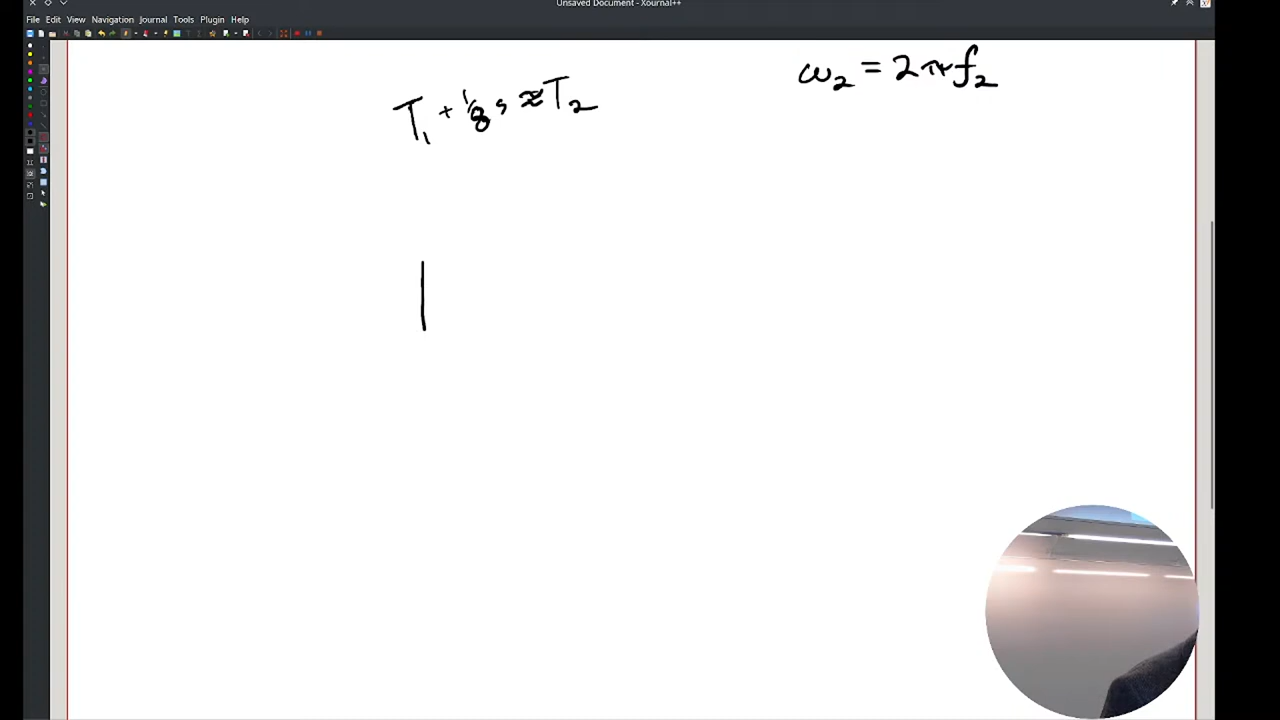 Unsaved Document - Xournal++
File Edit View Navigation Journal Tools Plugin Help
ω₂ = 2πf₂
T₁ + 1/8 s ≈ T₂